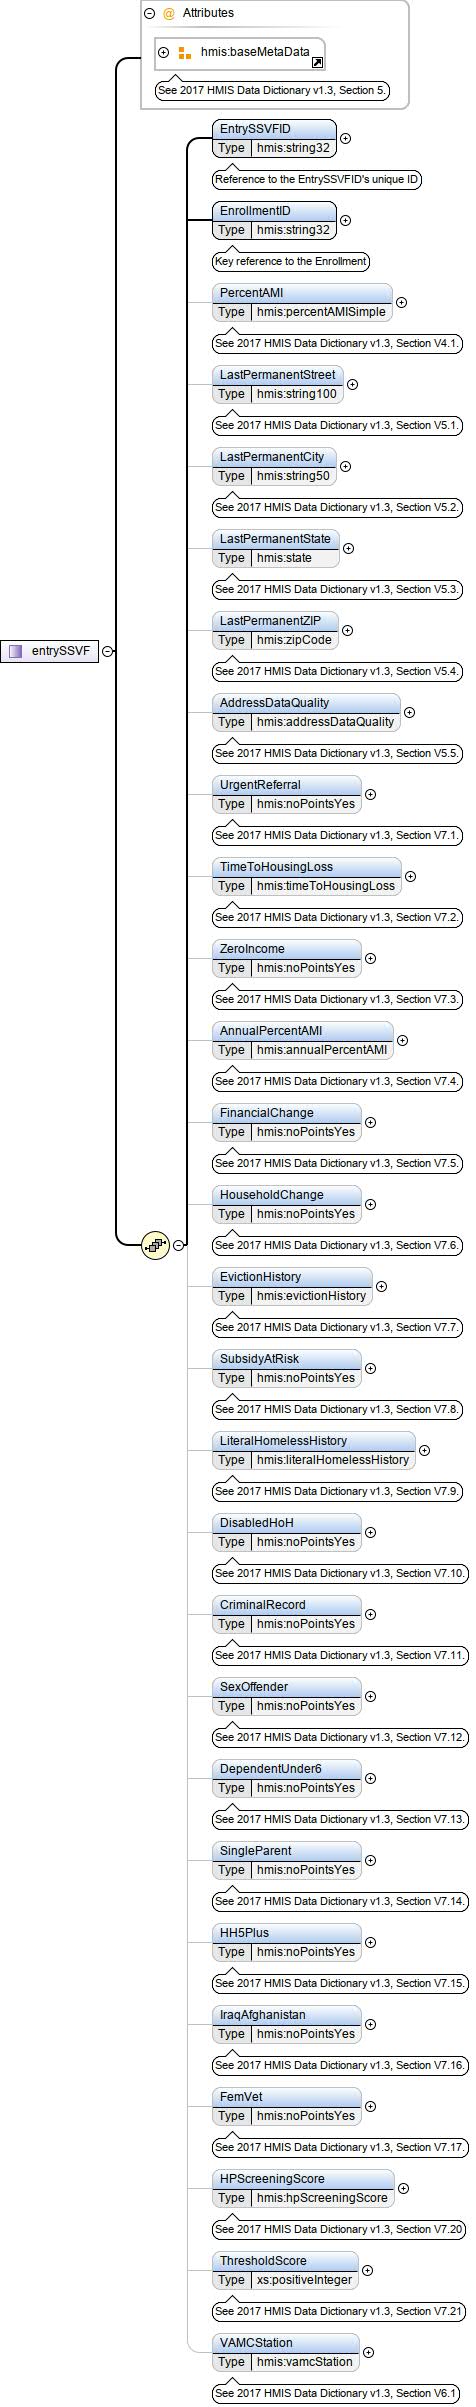 @ Attributes
hmis:baseMetaData
See 2017 HMIS Data Dictionary v1.3, Section 5.
EntrySSVFID
Type hmis:string32
Reference to the EntrySSVFID's unique ID
EnrollmentID
Type hmis:string32
Key reference to the Enrollment
PercentAMI
Type hmis:percentAMISimple
See 2017 HMIS Data Dictionary v1.3, Section V4.1.
LastPermanentStreet
Type hmis:string100
See 2017 HMIS Data Dictionary v1.3, Section V5.1.
LastPermanentCity
Type hmis:string50
See 2017 HMIS Data Dictionary v1.3, Section V5.2.
LastPermanentState
Type hmis:state
See 2017 HMIS Data Dictionary v1.3, Section V5.3.
LastPermanentZIP
Type hmis:zipCode
See 2017 HMIS Data Dictionary v1.3, Section V5.4.
entrySSVF
AddressDataQuality
Type hmis:addressDataQuality
See 2017 HMIS Data Dictionary v1.3, Section V5.5.
UrgentReferral
Type hmis:noPointsYes
See 2017 HMIS Data Dictionary v1.3, Section V7.1.
TimeToHousingLoss
Type hmis:timeToHousingLoss
See 2017 HMIS Data Dictionary v1.3, Section V7.2.
ZeroIncome
Type hmis:noPointsYes
See 2017 HMIS Data Dictionary v1.3, Section V7.3.
AnnualPercentAMI
Type hmis:annualPercentAMI
See 2017 HMIS Data Dictionary v1.3, Section V7.4.
FinancialChange
Type hmis:noPointsYes
See 2017 HMIS Data Dictionary v1.3, Section V7.5.
HouseholdChange
Type hmis:noPointsYes
See 2017 HMIS Data Dictionary v1.3, Section V7.6.
EvictionHistory
Type hmis:evictionHistory
See 2017 HMIS Data Dictionary v1.3, Section V7.7.
SubsidyAtRisk
Type hmis:noPointsYes
See 2017 HMIS Data Dictionary v1.3, Section V7.8.
LiteralHomelessHistory
Type hmis:literalHomelessHistory
See 2017 HMIS Data Dictionary v1.3, Section V7.9.
DisabledHoH
Type hmis:noPointsYes
See 2017 HMIS Data Dictionary v1.3, Section V7.10.
CriminalRecord
Type hmis:noPointsYes
See 2017 HMIS Data Dictionary v1.3, Section V7.11.
SexOffender
Type hmis:noPointsYes
See 2017 HMIS Data Dictionary v1.3, Section V7.12.
DependentUnder6
Type hmis:noPointsYes
See 2017 HMIS Data Dictionary v1.3, Section V7.13.
SingleParent
Type hmis:noPointsYes
See 2017 HMIS Data Dictionary v1.3, Section V7.14.
HH5Plus
Type hmis:noPointsYes
See 2017 HMIS Data Dictionary v1.3, Section V7.15.
IraqAfghanistan
Type hmis:noPointsYes
See 2017 HMIS Data Dictionary v1.3, Section V7.16.
FemVet
Type hmis:noPointsYes
See 2017 HMIS Data Dictionary v1.3, Section V7.17.
HPScreeningScore
Type hmis:hpScreeningScore
See 2017 HMIS Data Dictionary v1.3, Section V7.20
ThresholdScore
Type xs:positiveInteger
See 2017 HMIS Data Dictionary v1.3, Section V7.21
VAMCStation
Type hmis:vamcStation
See 2017 HMIS Data Dictionary v1.3, Section V6.1